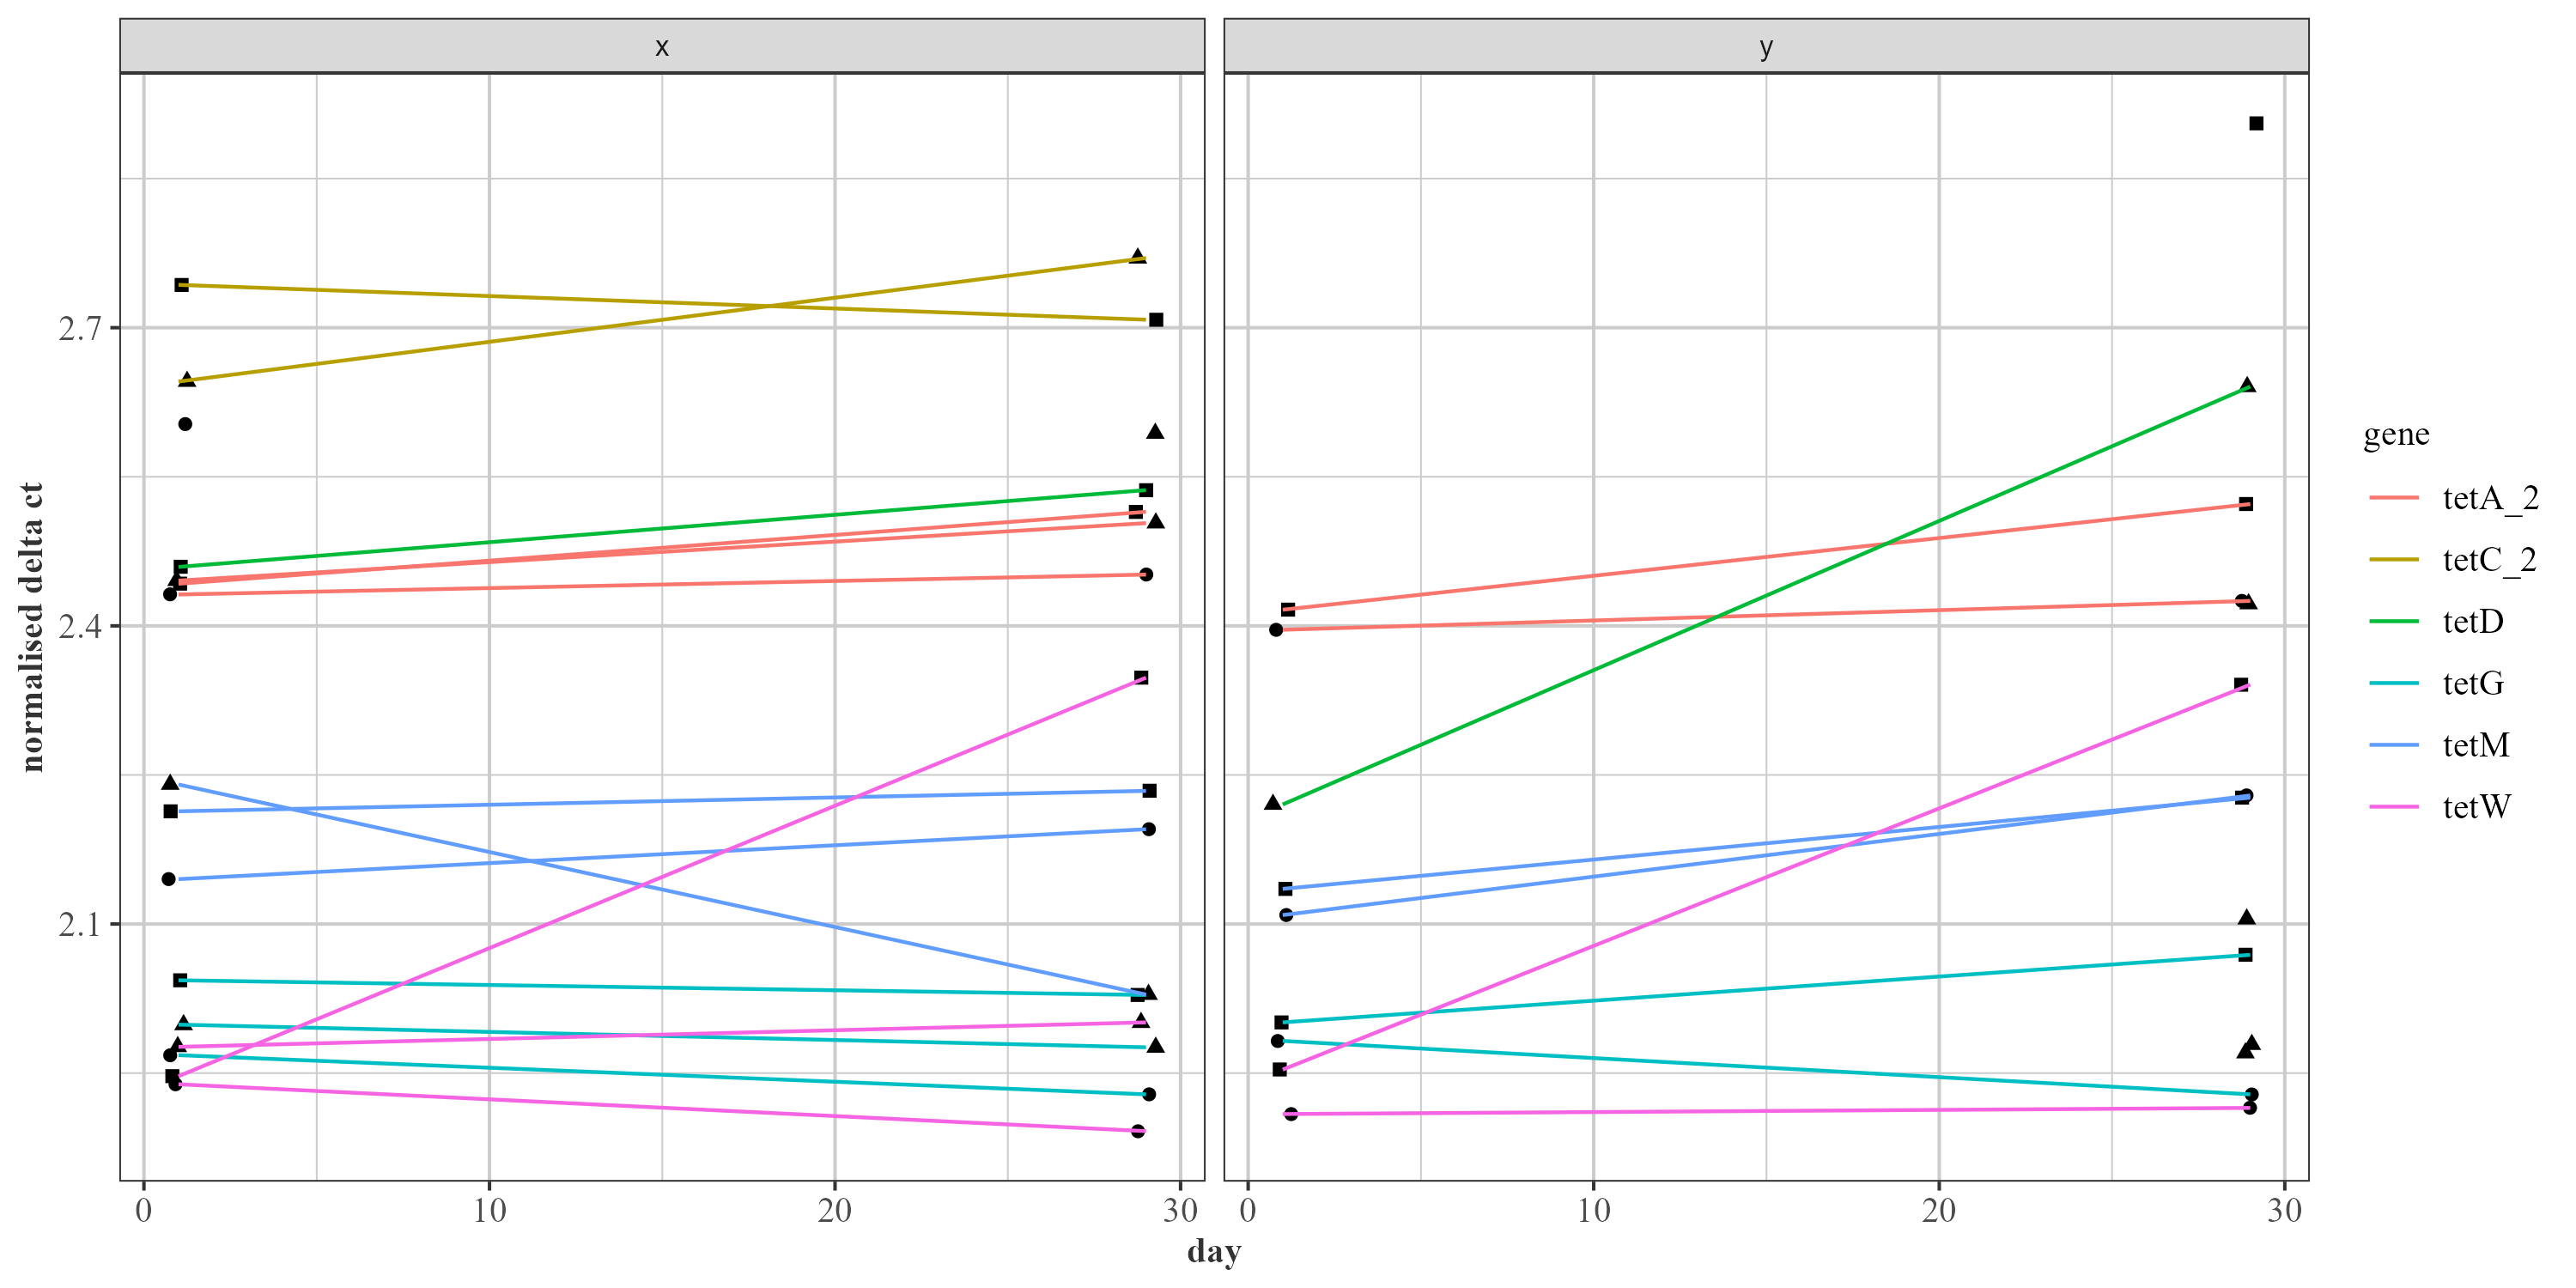 x
y
2.7
2.4
2.1
normalised delta ct
0
10
20
30
0
10
20
30
day
gene
tetA_2
tetC_2
tetD
tetG
tetM
tetW